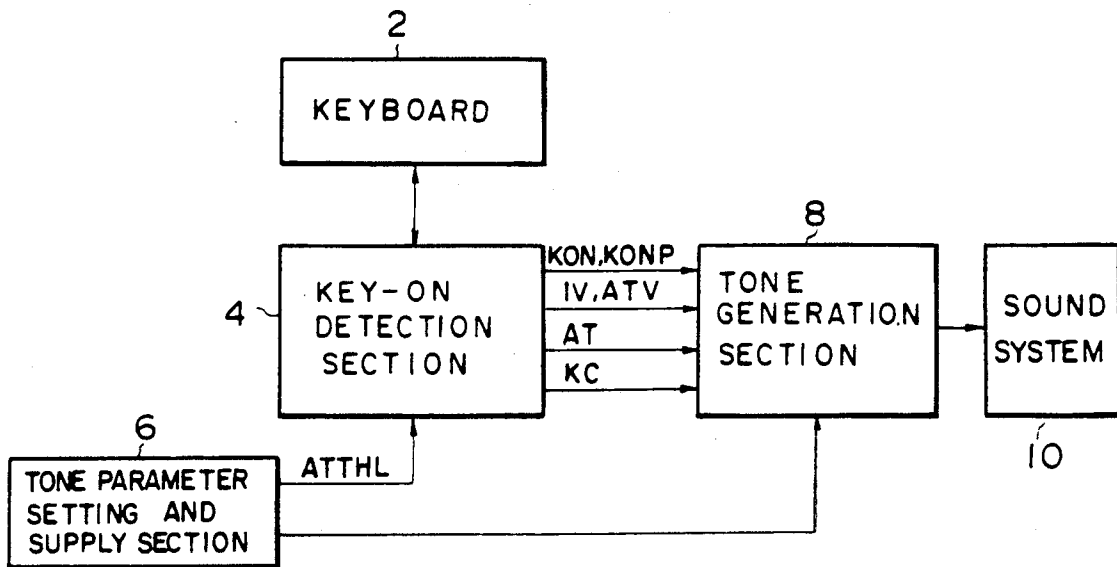 2
KEYBOARD
4
KEY-ON
DETECTION
SECTION
KON,KONP
IV,ATV
AT
KC
8
TONE
GENERATION
SECTION
SOUND
SYSTEM
10
6
TONE PARAMETER
SETTING AND
SUPPLY SECTION
ATTHL